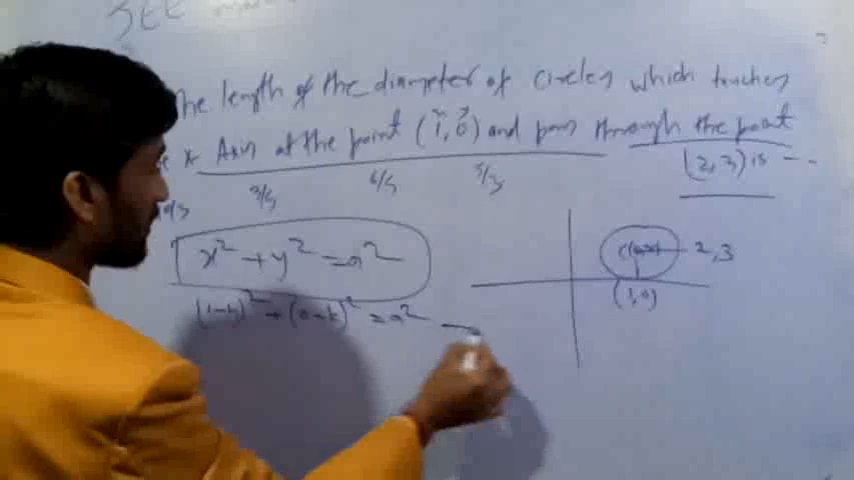 JEE
The length of the diameter of circles which touches
x Axis at the point (1, 0) and pass through the point
x y
(2, 3) is --.
3/5 6/5 5/3
x² + y² = a²
2, 3
(1-h)² + (0-k)² = a²
(1, 0)